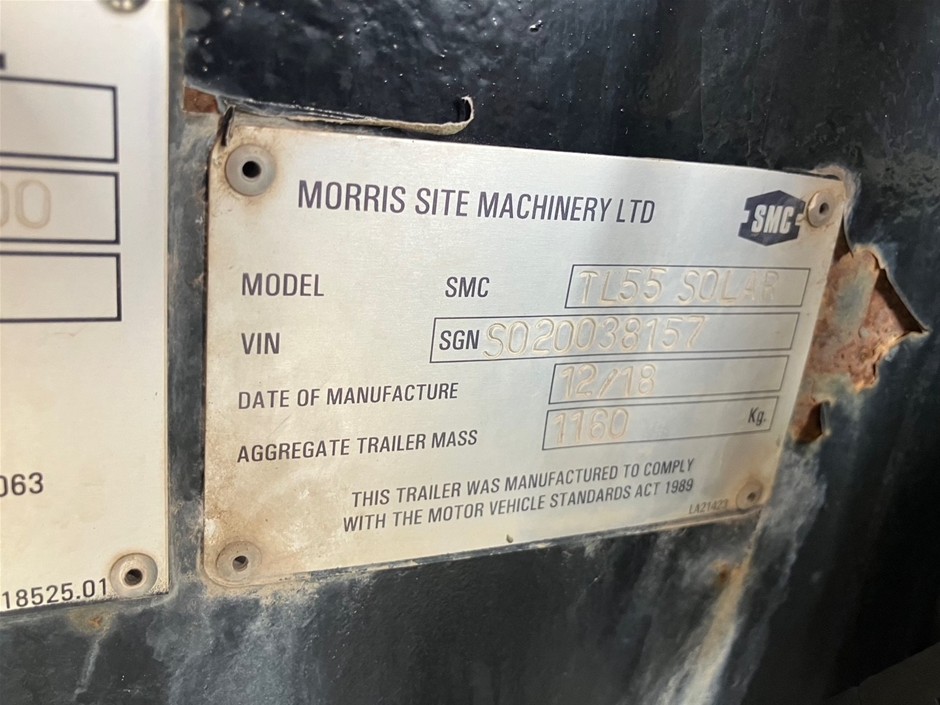 00
063
18525.01
MORRIS SITE MACHINERY LTD
SMC
MODEL SMC TL55 SOLAR
VIN SGN SO20038157
DATE OF MANUFACTURE 12/18
AGGREGATE TRAILER MASS 1160 Kg.
THIS TRAILER WAS MANUFACTURED TO COMPLY
WITH THE MOTOR VEHICLE STANDARDS ACT 1989
LA21423